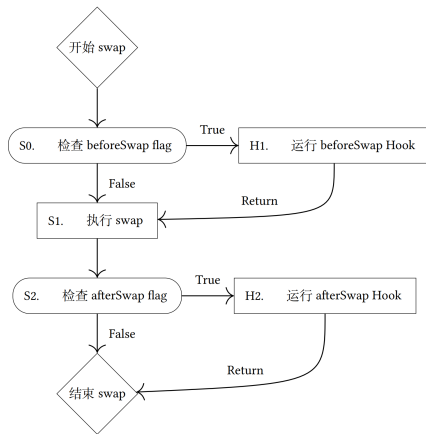 开始 swap
S0. 检查 beforeSwap flag
True
H1. 运行 beforeSwap Hook
False
Return
S1. 执行 swap
S2. 检查 afterSwap flag
True
H2. 运行 afterSwap Hook
False
Return
结束 swap